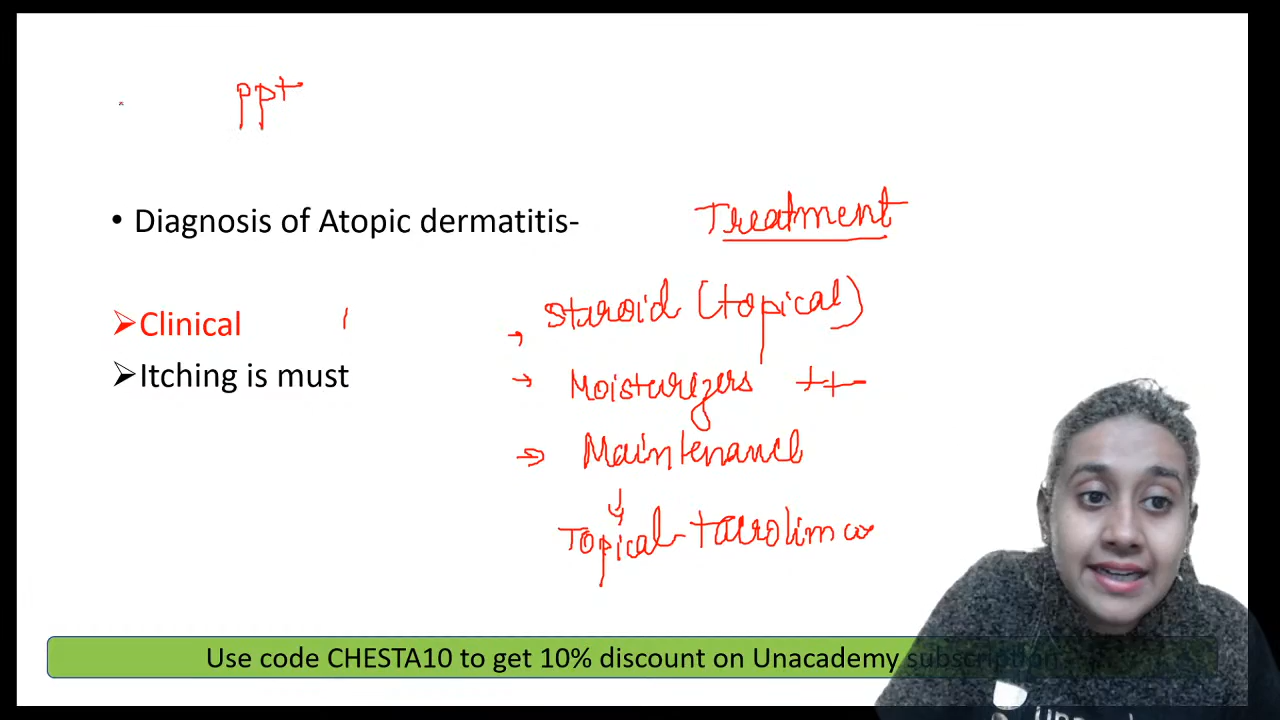 ppt
• Diagnosis of Atopic dermatitis-
Treatment
➢Clinical
→ Steroid (topical)
➢Itching is must
→ Moisturizers ++
→ Maintenance
↓
Topical tacrolimus
Use code CHESTA10 to get 10% discount on Unacademy subscription